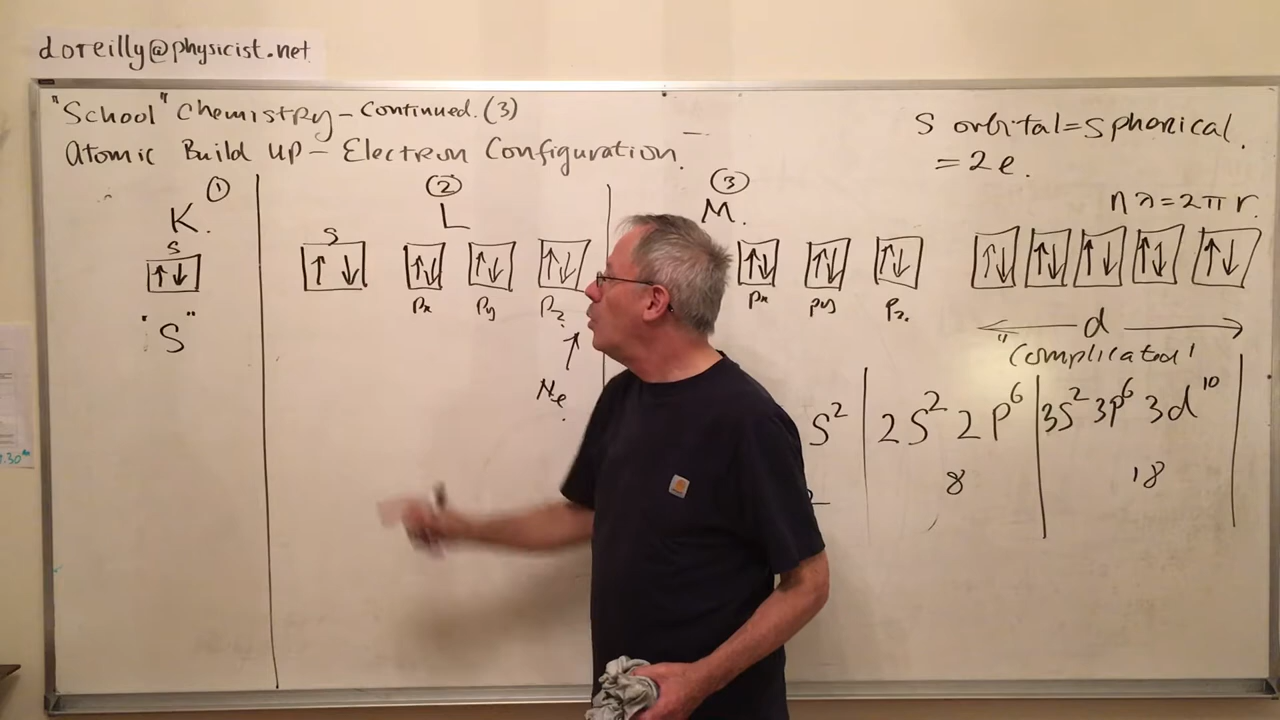 doreilly@physicist.net
"School" Chemistry - Continued. (3)
Atomic Build Up - Electron Configuration.
S orbital = Spherical.
= 2e.
① ② ③
K. L M.
nλ = 2πr.
S S
↑↓ ↑↓ ↑↓ ↑↓ ↑↓ ↑↓ ↑↓ ↑↓ ↑↓ ↑↓ ↑↓ ↑↓ ↑↓
Px Py Pz Px Py Pz.
"S"
← d →
"Complicated'
↑
Ne.
S² | 2S² 2P⁶ | 3S² 3P⁶ 3d¹⁰
8 18